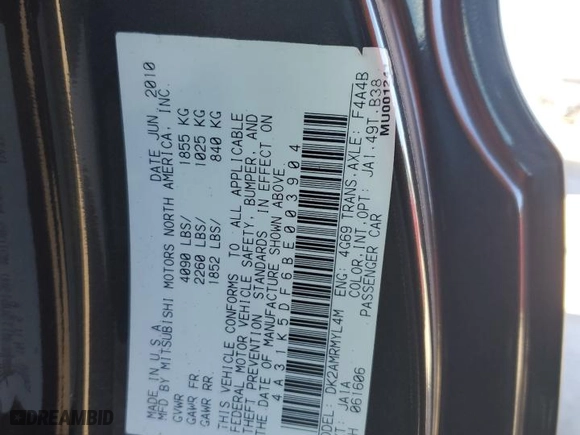 MADE IN U.S.A. DATE JUN 2010
MFD BY MITSUBISHI MOTORS NORTH AMERICA, INC.
GVWR 4090 LBS/ 1855 KG
GAWR FR. 2260 LBS/ 1025 KG
GAWR RR. 1852 LBS/ 840 KG
THIS VEHICLE CONFORMS TO ALL APPLICABLE
FEDERAL MOTOR VEHICLE SAFETY, BUMPER, AND
THEFT PREVENTION STANDARDS IN EFFECT ON
THE DATE OF MANUFACTURE SHOWN ABOVE.
4A31K5DF6BE003904
MODEL: DK2AMRMYL4M ENG: 4G69 TRANS.AXLE: F4A4B
JA1A COLOR,INT,OPT: JA1 49T B38
061606 PASSENGER CAR
DREAMBID